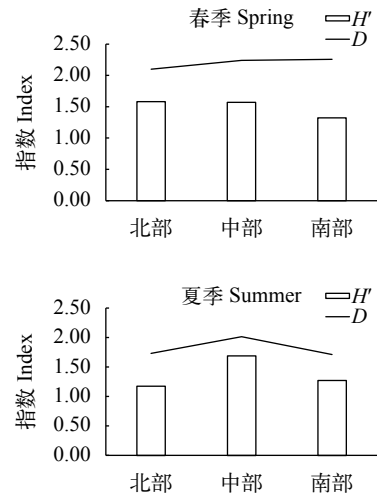 春季 Spring
H'
D
指数 Index
2.50
2.00
1.50
1.00
0.50
0.00
北部 中部 南部
夏季 Summer
H'
D
指数 Index
2.50
2.00
1.50
1.00
0.50
0.00
北部 中部 南部